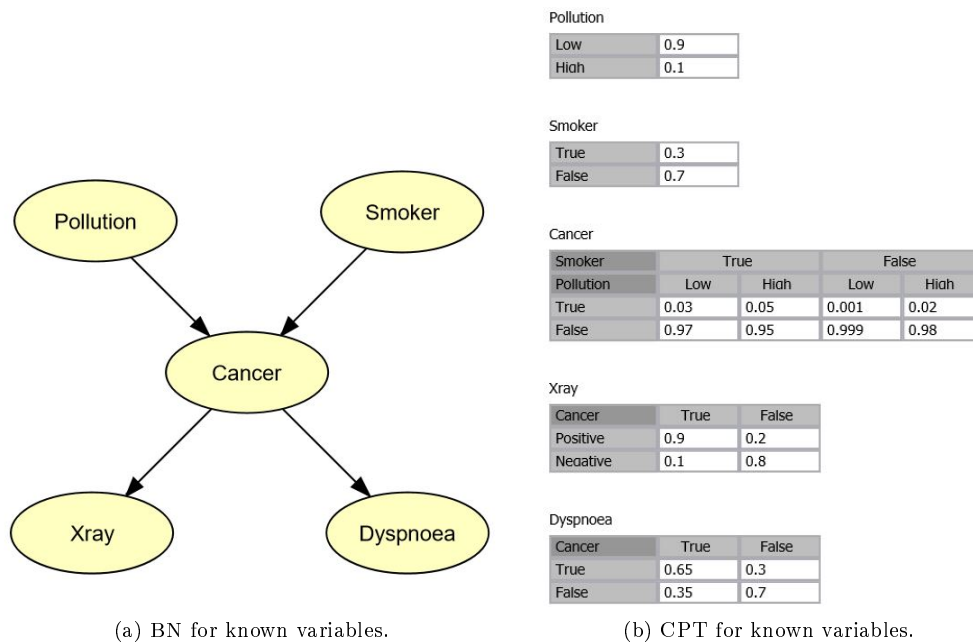 Pollution
Smoker
Cancer
Xray
Dyspnoea
(a) BN for known variables.
Pollution
Low 0.9
High 0.1
Smoker
True 0.3
False 0.7
Cancer
Smoker True False
Pollution Low High Low High
True 0.03 0.05 0.001 0.02
False 0.97 0.95 0.999 0.98
Xray
Cancer True False
Positive 0.9 0.2
Negative 0.1 0.8
Dyspnoea
Cancer True False
True 0.65 0.3
False 0.35 0.7
(b) CPT for known variables.